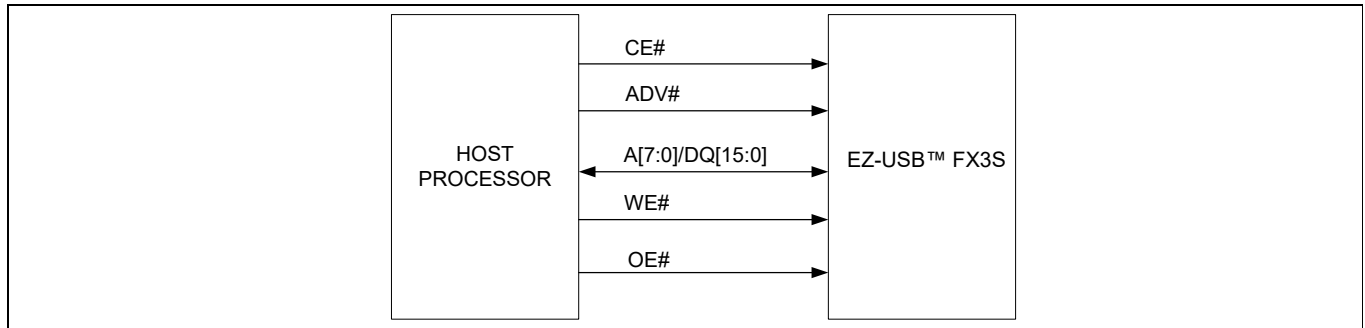 CE#
ADV#
HOST
PROCESSOR
A[7:0]/DQ[15:0]
EZ-USB™ FX3S
WE#
OE#